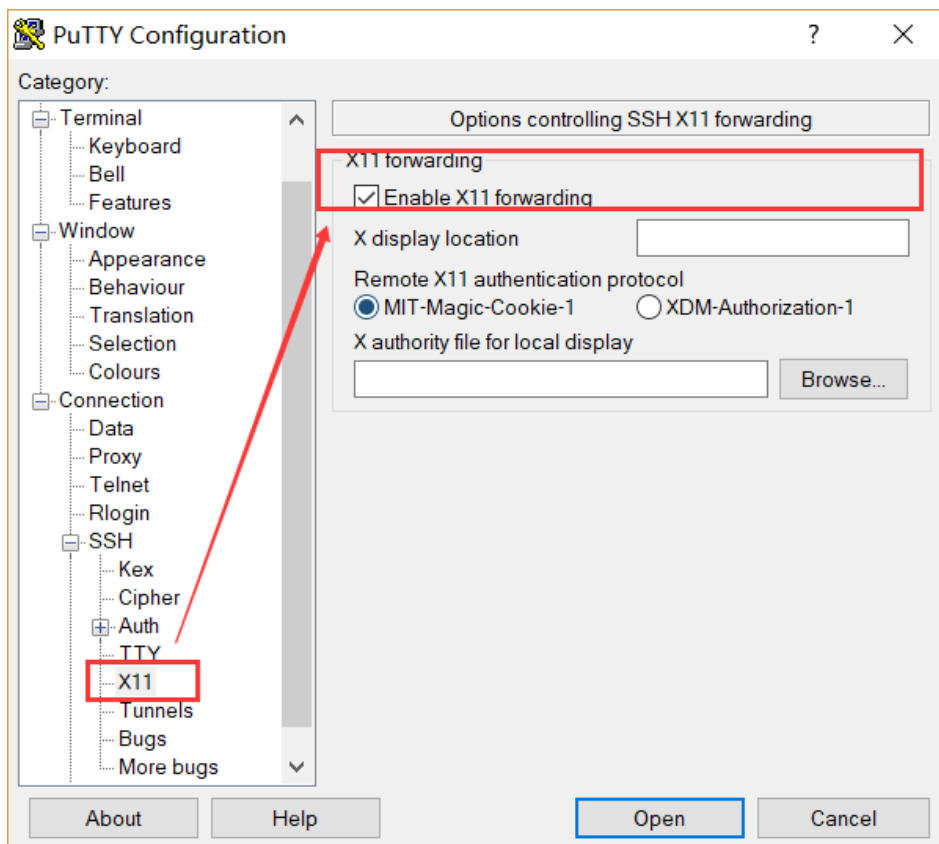 PuTTY Configuration
?
Category:
Terminal
Keyboard
Bell
Features
Window
Appearance
Behaviour
Translation
Selection
Colours
Connection
Data
Proxy
Telnet
Rlogin
SSH
Kex
Cipher
Auth
TTY
X11
Tunnels
Bugs
More bugs
Options controlling SSH X11 forwarding
X11 forwarding
Enable X11 forwarding
X display location
Remote X11 authentication protocol
MIT-Magic-Cookie-1 XDM-Authorization-1
X authority file for local display
Browse...
About Help Open Cancel